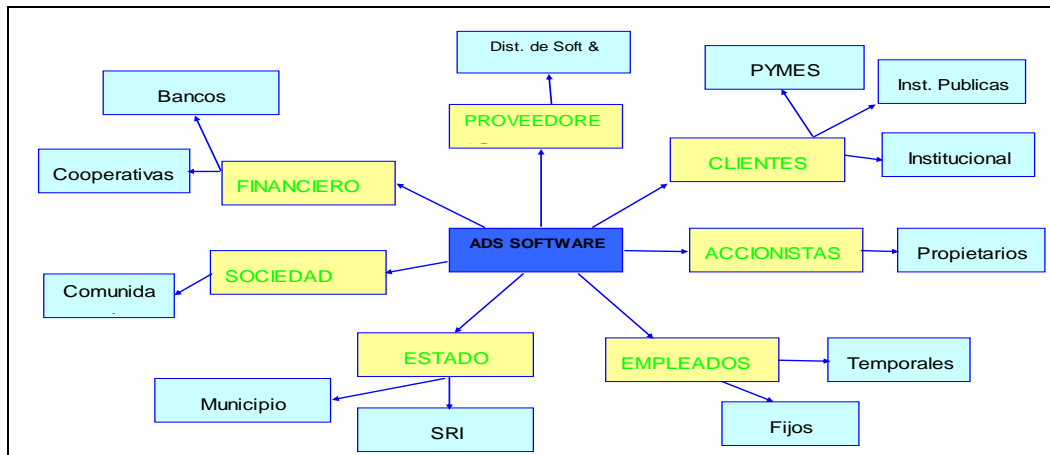 Dist. de Soft &
PYMES
Inst. Publicas
Bancos
PROVEEDORE
Cooperativas
FINANCIERO
CLIENTES
Institucional
ADS SOFTWARE
ACCIONISTAS
Propietarios
SOCIEDAD
Comunida
ESTADO
EMPLEADOS
Temporales
Municipio
SRI
Fijos